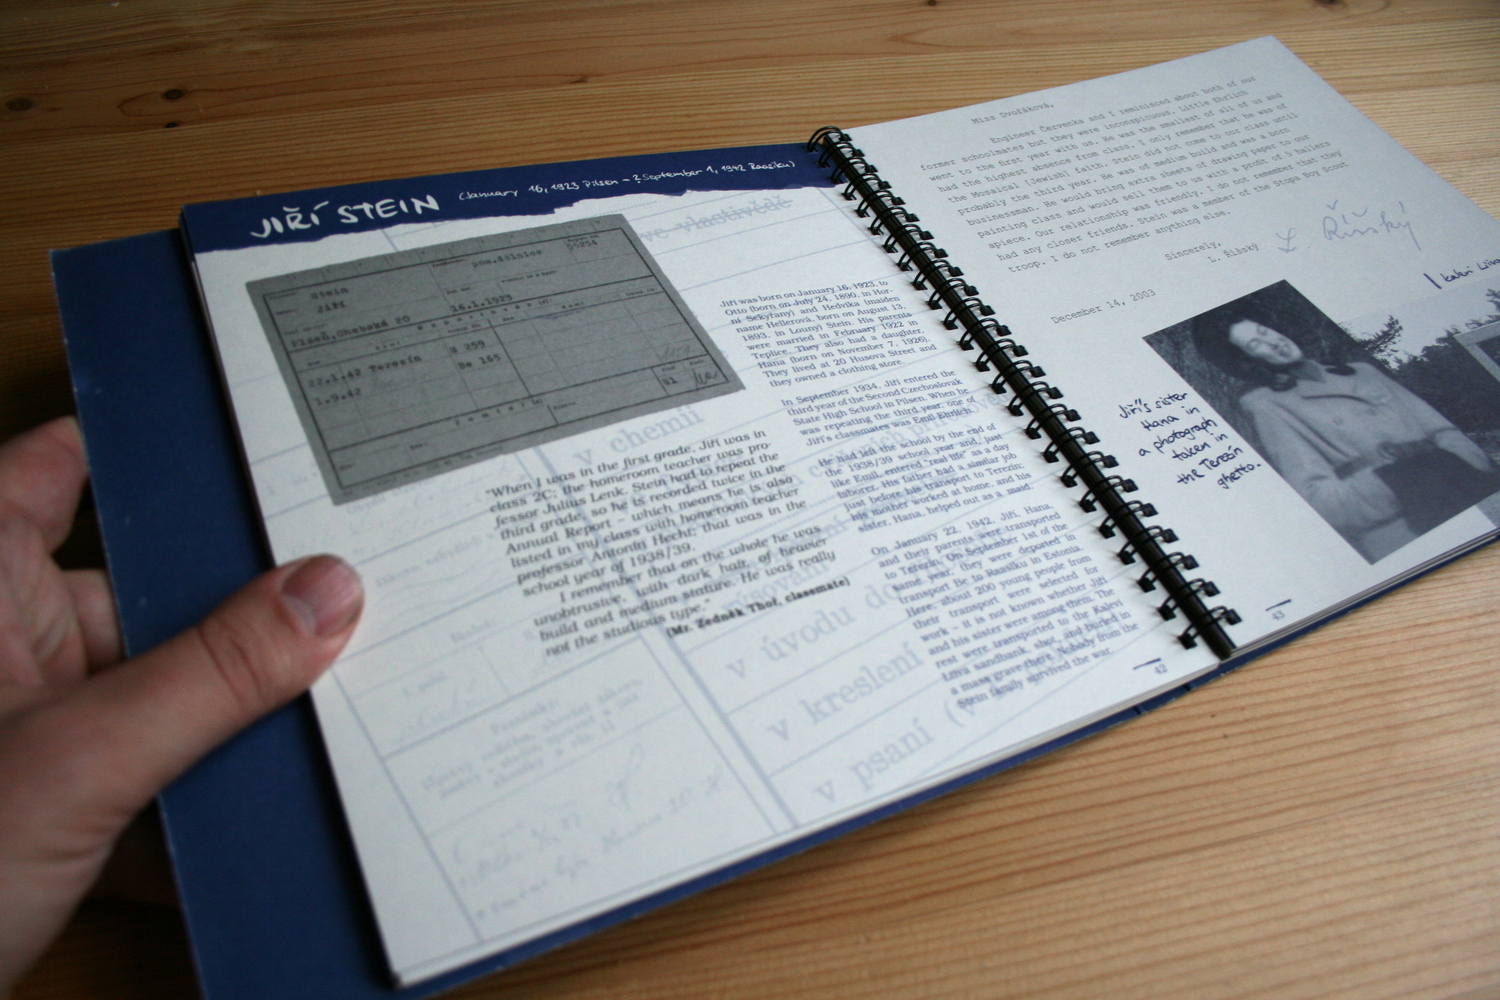 JIŘÍ STEIN (January 16, 1923 Pilsen – ? September 1, 1942 Raasiku)
ve vlastivědě
Stein
pom.dělnice
JIŘÍ
16.1.1923
Plzeň,Chebská 20
22.1.42 Terezín
U 259
Be 165
1.9.42
"When I was in the first grade, Jiří was in
class 2C; the homeroom teacher was pro-
fessor Julius Lenk. Stein had to repeat the
third grade, so he is recorded twice in the
Annual Report – which means he is also
listed in my class with homeroom teacher
professor Antonín Hecht; that was in the
school year of 1938/39.
I remember that on the whole he was
unobtrusive, with dark hair, of heavier
build and medium stature. He was really
not the studious type."
(Mr. Zedněk Thof, classmate)
Jiří was born on January 16, 1923, to
Otto (born on July 24, 1890, in Hor-
ní Sekyřany) and Hedvika (maiden
name Hellerová, born on August 13,
1893, in Louny) Stein. His parents
were married in February 1922 in
Teplice. They also had a daughter,
Hana (born on November 7, 1926).
They lived at 20 Husova Street and
they owned a clothing store.
In September 1934, Jiří entered the
third year of the Second Czechoslovak
State High School in Pilsen. When he
was repeating the third year, one of
Jiří's classmates was Emil Ehrlich.
He had left the school by the end of
the 1938/39 school year and, just
like Emil, entered "real life" as a day
laborer. His father had a similar job
just before his transport to Terezín;
his mother worked at home, and his
sister, Hana, helped out as a maid.
On January 22, 1942, Jiří, Hana,
and their parents were transported
to Terezín. On September 1st of the
same year, they were deported in
transport Be to Raasiku in Estonia.
Here, about 200 young people from
their transport were selected for
work – it is not known whether Jiří
and his sister were among them. The
rest were transported to the Kalevi
Liiva sandbank, shot, and buried in
a mass grave there. Nobody from the
Stein family survived the war.
v chemii
v úvodu do
v kreslení
v psaní (
42
Miss Dvořáková,
Engineer Červenka and I reminisced about both of our
former schoolmates but they were inconspicuous. Little Ehrlich
went to the first year with us. He was the smallest of all of us and
had the highest absence from class. I only remember that he was of
the Mosaical [Jewish] faith. Stein did not come to our class until
probably the third year. He was of medium build and was a born
businessman. He would bring extra sheets of drawing paper to our
painting class and would sell them to us with a profit of 5 hallers
apiece. Our relationship was friendly, but I do not remember that they
had any closer friends. Stein was a member of the Stopa Boy Scout
troop. I do not remember anything else.
Sincerely,
L. Říšský
L. Říšský
December 14, 2003
Jiří's sister
Hana in
a photograph
taken in
the Terezín
ghetto.
43